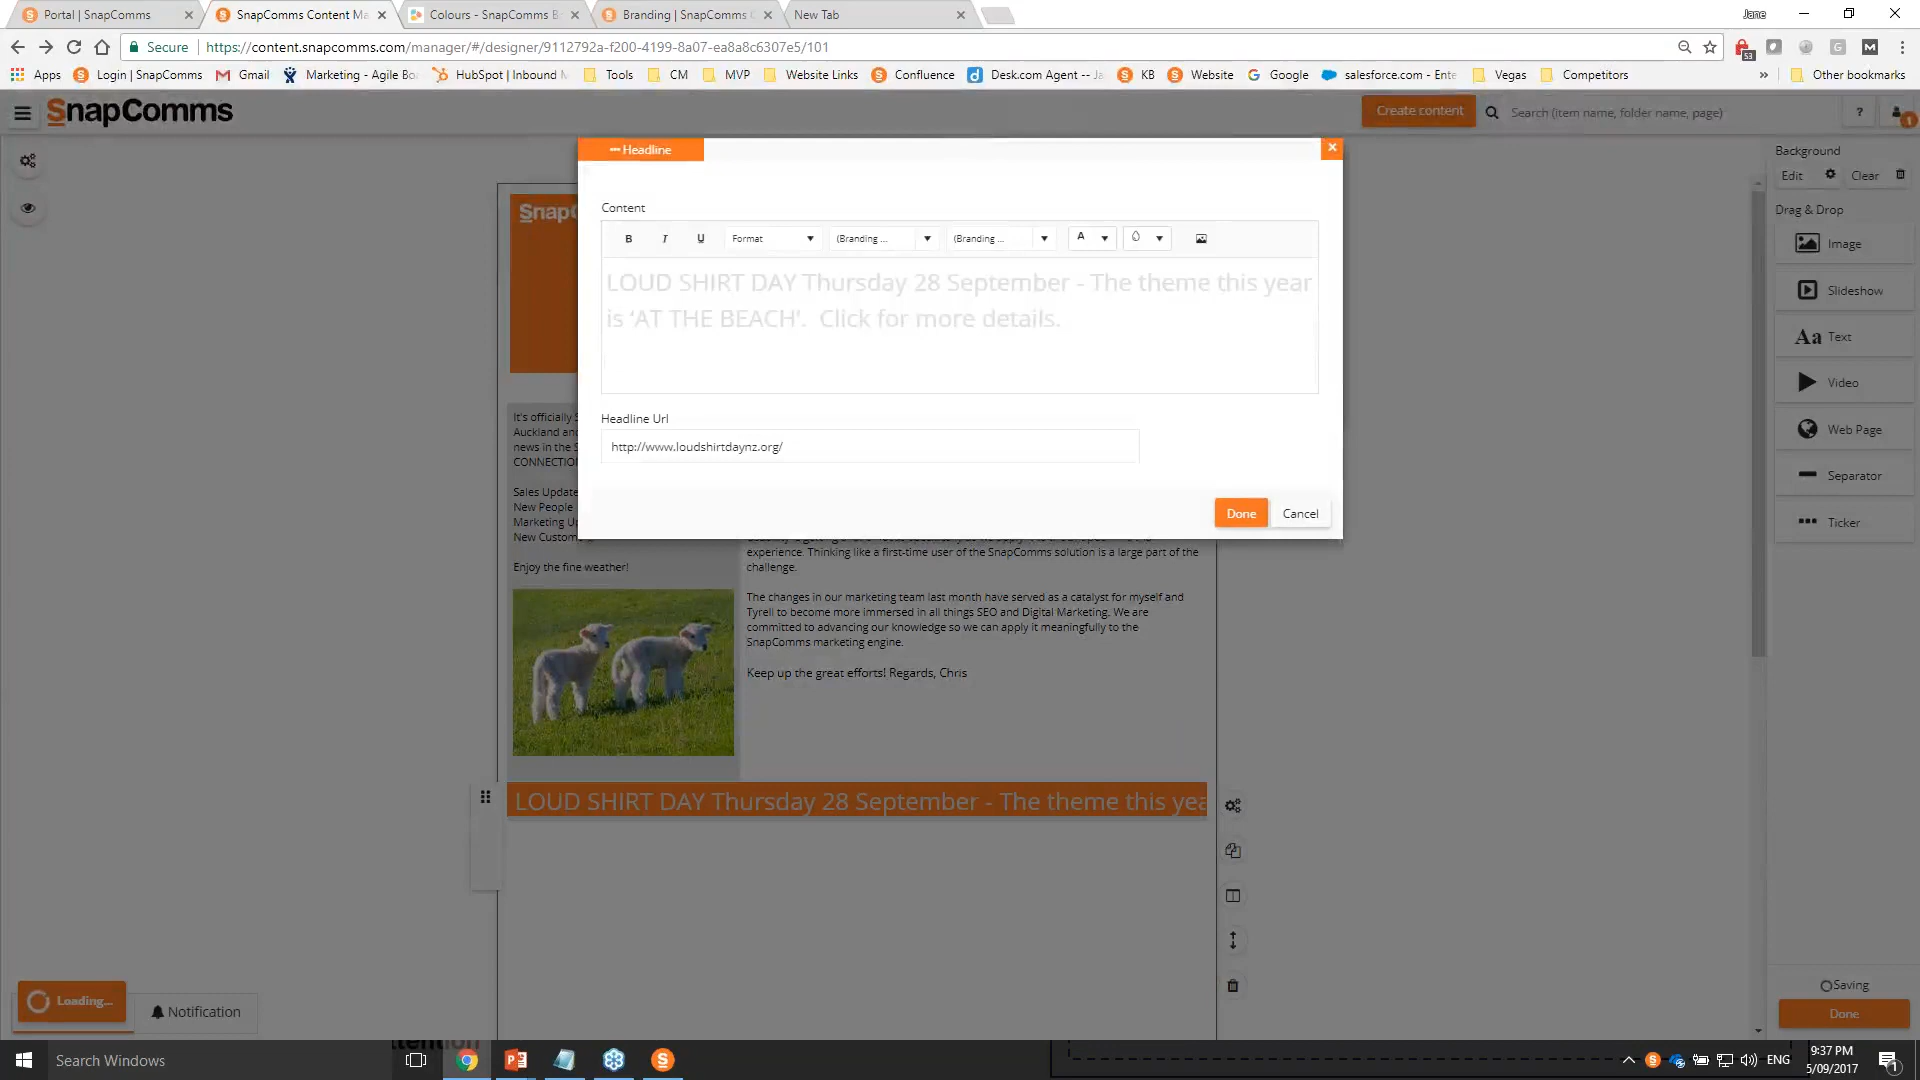 Portal | SnapComms
SnapComms Content Ma
Colours - SnapComms B
Branding | SnapComms
New Tab
Jane
Secure
https://content.snapcomms.com/manager/#/designer/9112792a-f200-4199-8a07-ea8a8c6307e5/101
53
Apps
Login | SnapComms
Gmail
Marketing - Agile Bo
HubSpot | Inbound
Tools
CM
MVP
Website Links
Confluence
Desk.com Agent -- Ja
KB
Website
Google
salesforce.com - Ente
Vegas
Competitors
»
Other bookmarks
SnapComms
Create content
Search (item name, folder name, page)
?
1
Headline
Background
Edit
Clear
Drag & Drop
Image
Slideshow
Aa Text
Video
Web Page
Separator
Ticker
Content
B
I
U
Format
(Branding ...
(Branding ...
A
LOUD SHIRT DAY Thursday 28 September - The theme this year
is ‘AT THE BEACH’. Click for more details.
Headline Url
http://www.loudshirtdaynz.org/
Done
Cancel
SnapC
It's officially S
Auckland and
news in the S
CONNECTION
Sales Update
New People
Marketing Up
New Custome
Enjoy the fine weather!
experience. Thinking like a first-time user of the SnapComms solution is a large part of the
challenge.
The changes in our marketing team last month have served as a catalyst for myself and
Tyrell to become more immersed in all things SEO and Digital Marketing. We are
committed to advancing our knowledge so we can apply it meaningfully to the
SnapComms marketing engine.
Keep up the great efforts! Regards, Chris
LOUD SHIRT DAY Thursday 28 September - The theme this yea
Loading...
Notification
Saving
Done
Search Windows
ENG
9:37 PM
5/09/2017
1